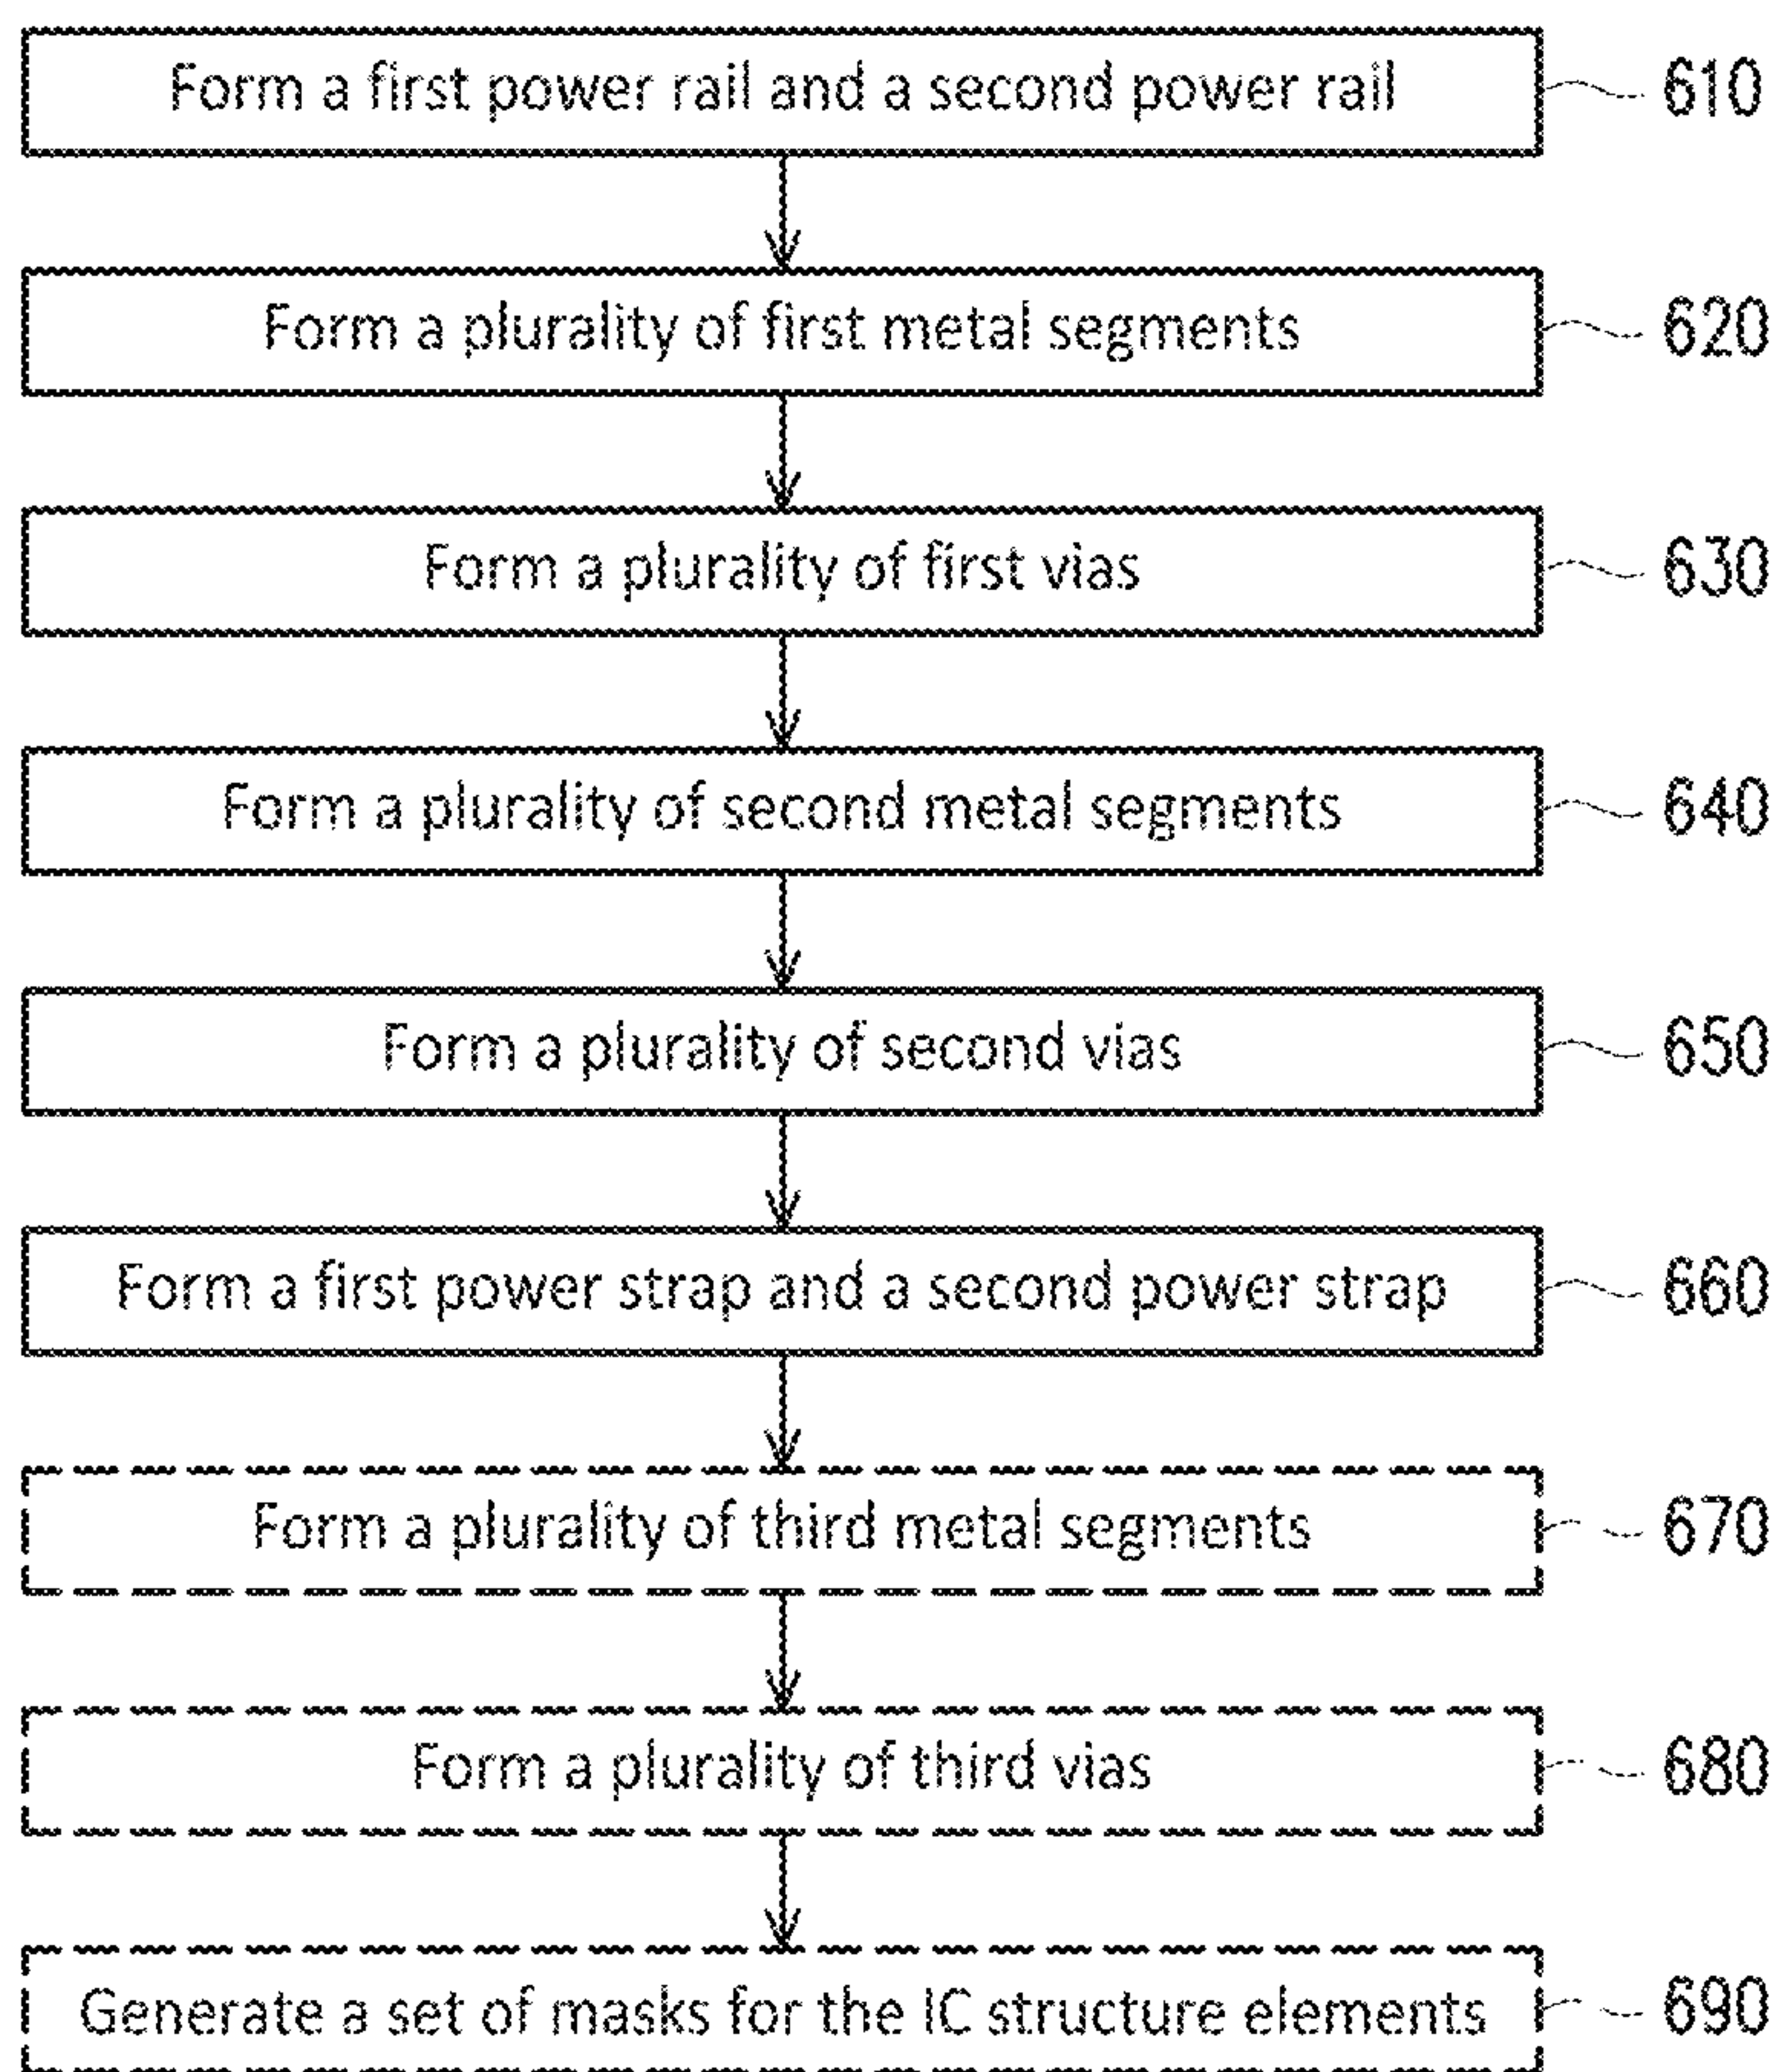 Form a first power rail and a second power rail 610
Form a plurality of first metal segments 620
Form a plurality of first vias 630
Form a plurality of second metal segments 640
Form a plurality of second vias 650
Form a first power strap and a second power strap 660
Form a plurality of third metal segments 670
Form a plurality of third vias 680
Generate a set of masks for the IC structure elements 690